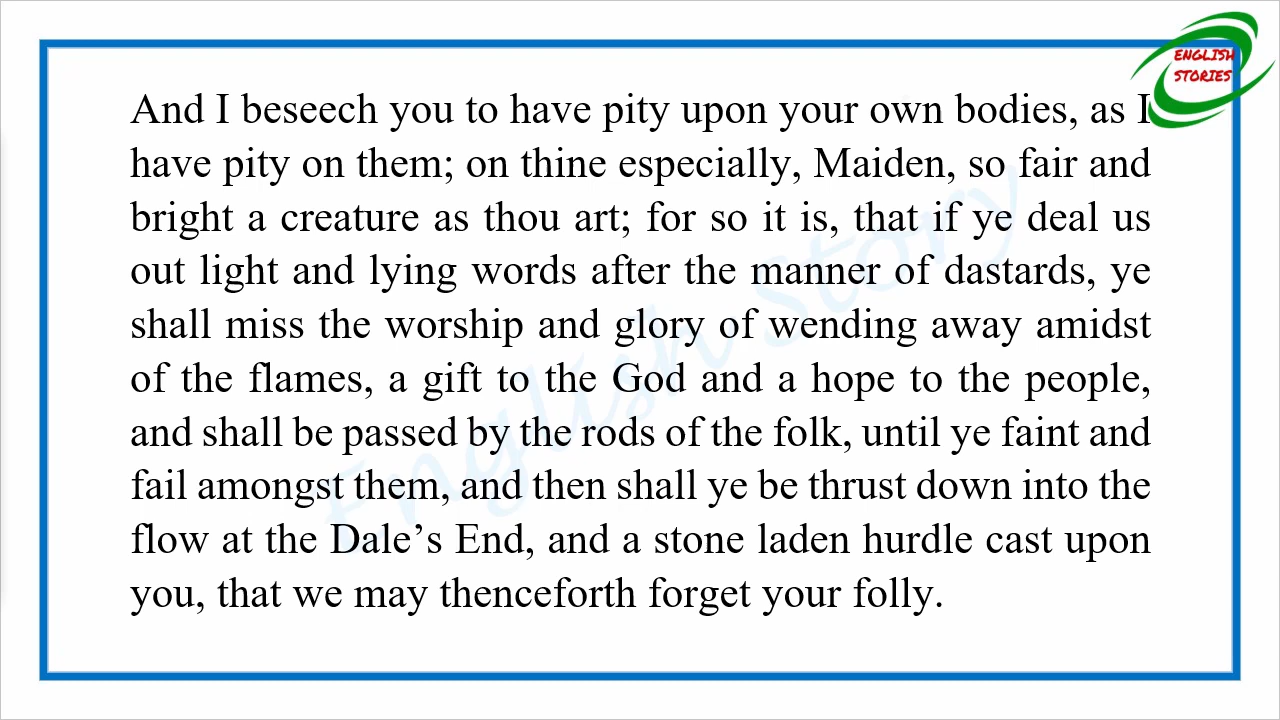 ENGLISH
STORIES
And I beseech you to have pity upon your own bodies, as I
have pity on them; on thine especially, Maiden, so fair and
bright a creature as thou art; for so it is, that if ye deal us
out light and lying words after the manner of dastards, ye
shall miss the worship and glory of wending away amidst
of the flames, a gift to the God and a hope to the people,
and shall be passed by the rods of the folk, until ye faint and
fail amongst them, and then shall ye be thrust down into the
flow at the Dale’s End, and a stone laden hurdle cast upon
you, that we may thenceforth forget your folly.
English Story